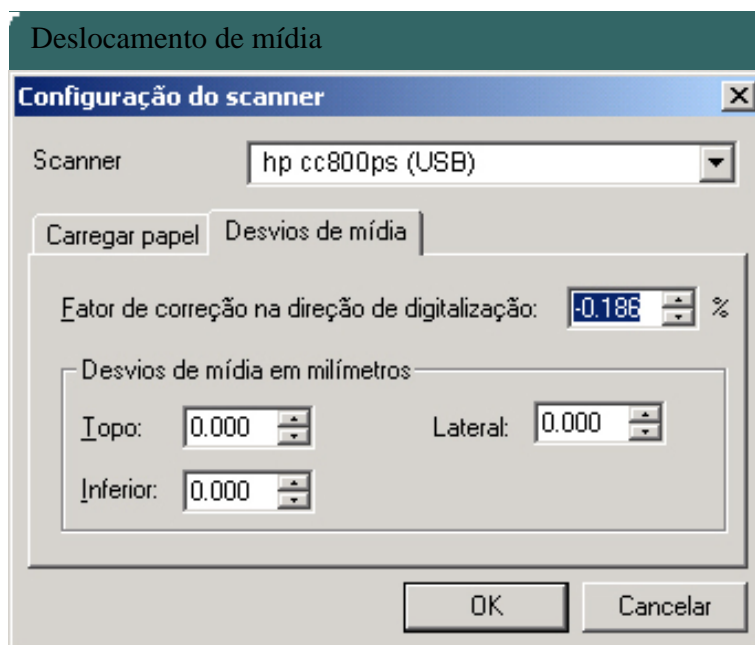 Deslocamento de mídia
Configuração do scanner
Scanner hp cc800ps (USB)
Carregar papel Desvios de mídia
Fator de correção na direção de digitalização: -0.186 %
Desvios de mídia em milímetros
Topo: 0.000 Lateral: 0.000
Inferior: 0.000
OK Cancelar